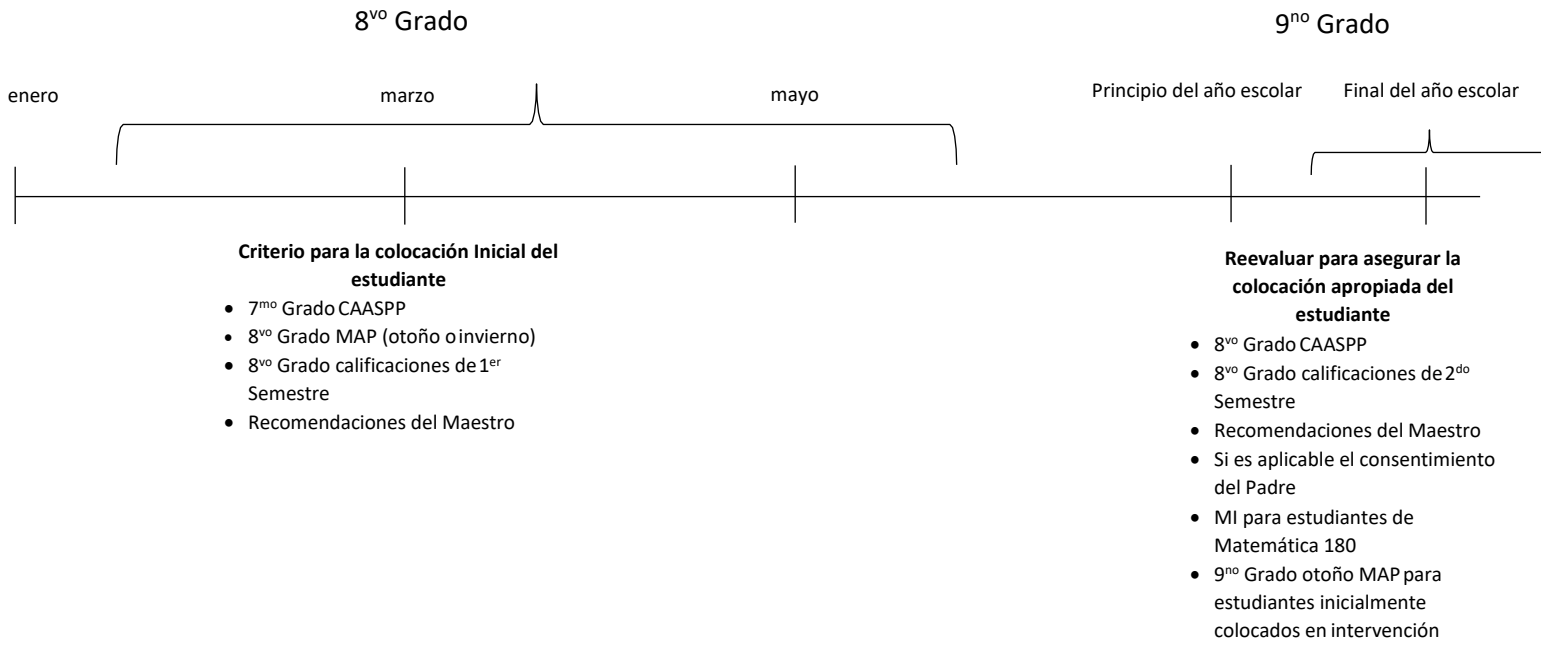 8vo Grado
9no Grado
enero
marzo
mayo
Principio del año escolar
Final del año escolar
Criterio para la colocación Inicial del
estudiante
• 7mo Grado CAASPP
• 8vo Grado MAP (otoño o invierno)
• 8vo Grado calificaciones de 1er
Semestre
• Recomendaciones del Maestro
Reevaluar para asegurar la
colocación apropiada del
estudiante
• 8vo Grado CAASPP
• 8vo Grado calificaciones de 2do
Semestre
• Recomendaciones del Maestro
• Si es aplicable el consentimiento
del Padre
• MI para estudiantes de
Matemática 180
• 9no Grado otoño MAP para
estudiantes inicialmente
colocados en intervención